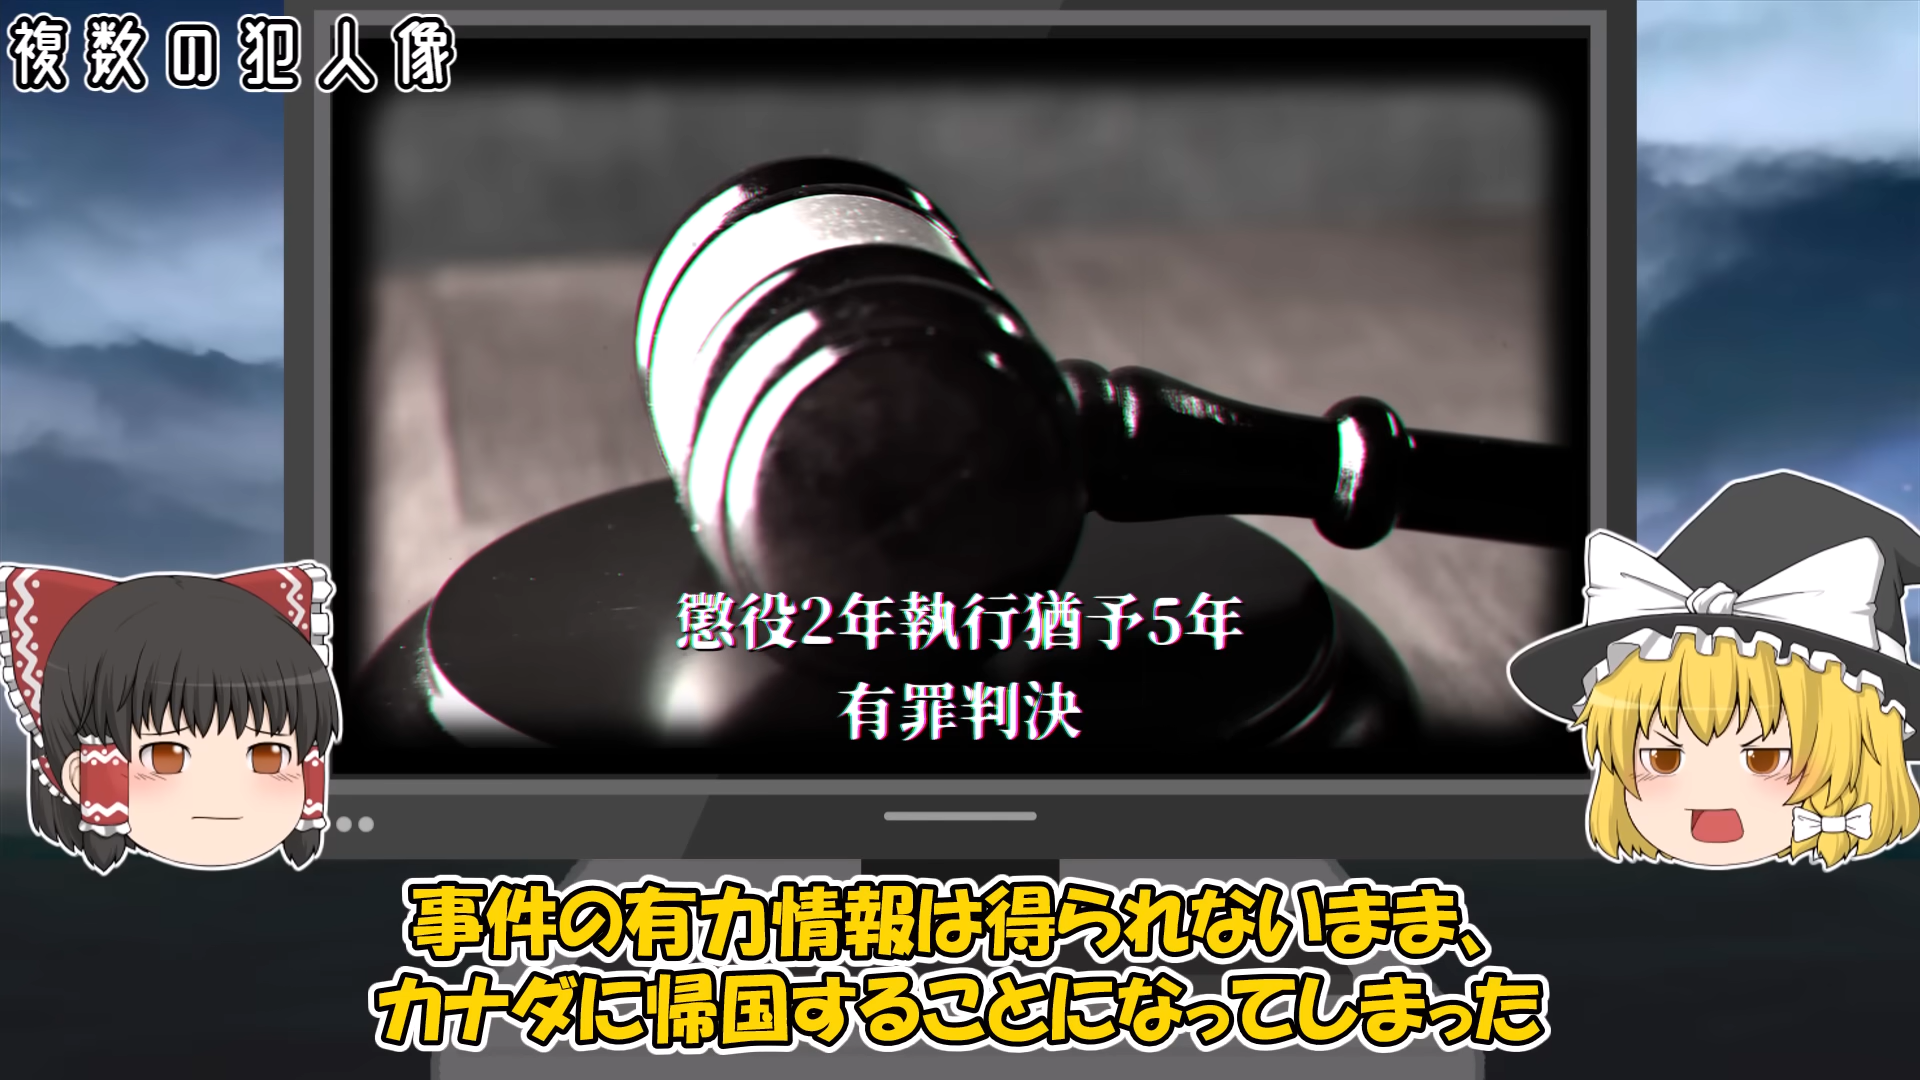 複数の犯人像
懲役2年執行猶予5年
有罪判決
事件の有力情報は得られないまま、
カナダに帰国することになってしまった